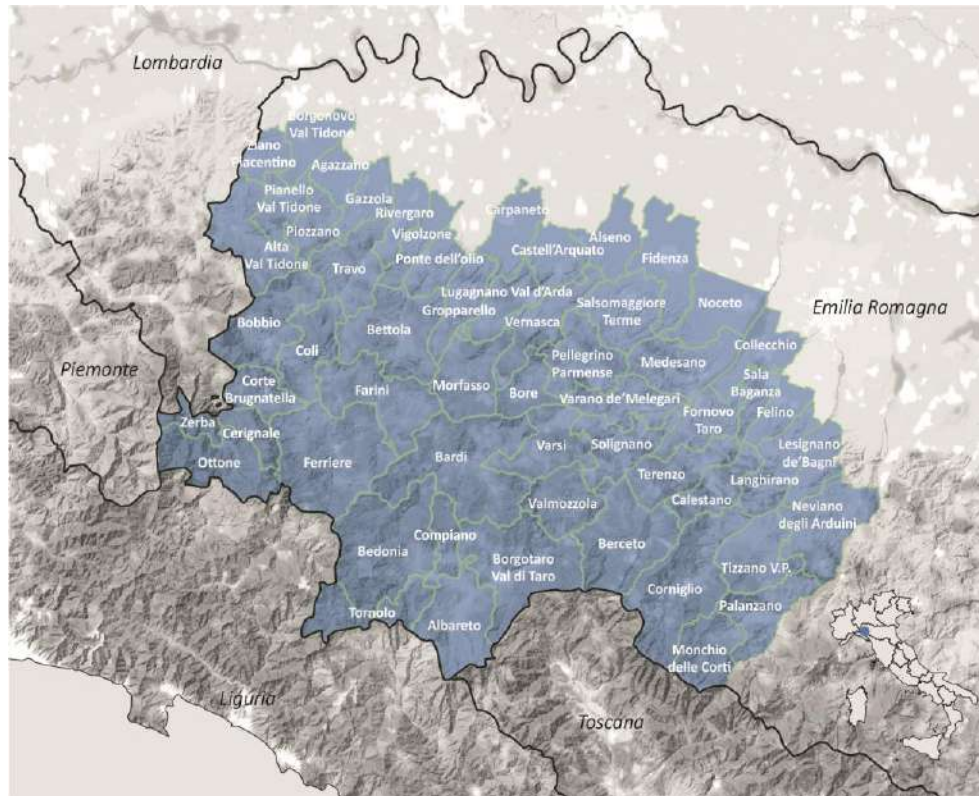 Lombardia
Borgonovo
Val Tidone
Ziano
Piacentino
Agazzano
Pianello
Val Tidone
Gazzola
Rivergaro
Carpaneto
Piozzano
Vigolzone
Alseno
Alta
Val Tidone
Castell'Arquato
Travo
Ponte dell'olio
Fidenza
Lugagnano Val d'Arda
Gropparello
Salsomaggiore
Terme
Noceto
Emilia Romagna
Bobbio
Bettola
Vernasca
Collecchio
Coli
Pellegrino
Parmense
Medesano
Piemonte
Corte
Brugnatella
Farini
Morfasso
Bore
Varano de'Melegari
Sala
Baganza
Fornovo
Taro
Felino
Zerba
Cerignale
Varsi
Solignano
Lesignano
de'Bagni
Ottone
Ferriere
Bardi
Terenzo
Langhirano
Valmozzola
Calestano
Neviano
degli Arduini
Compiano
Bedonia
Borgotaro
Val di Taro
Berceto
Tizzano V.P.
Corniglio
Tornolo
Albareto
Palanzano
Monchio
delle Corti
Liguria
Toscana